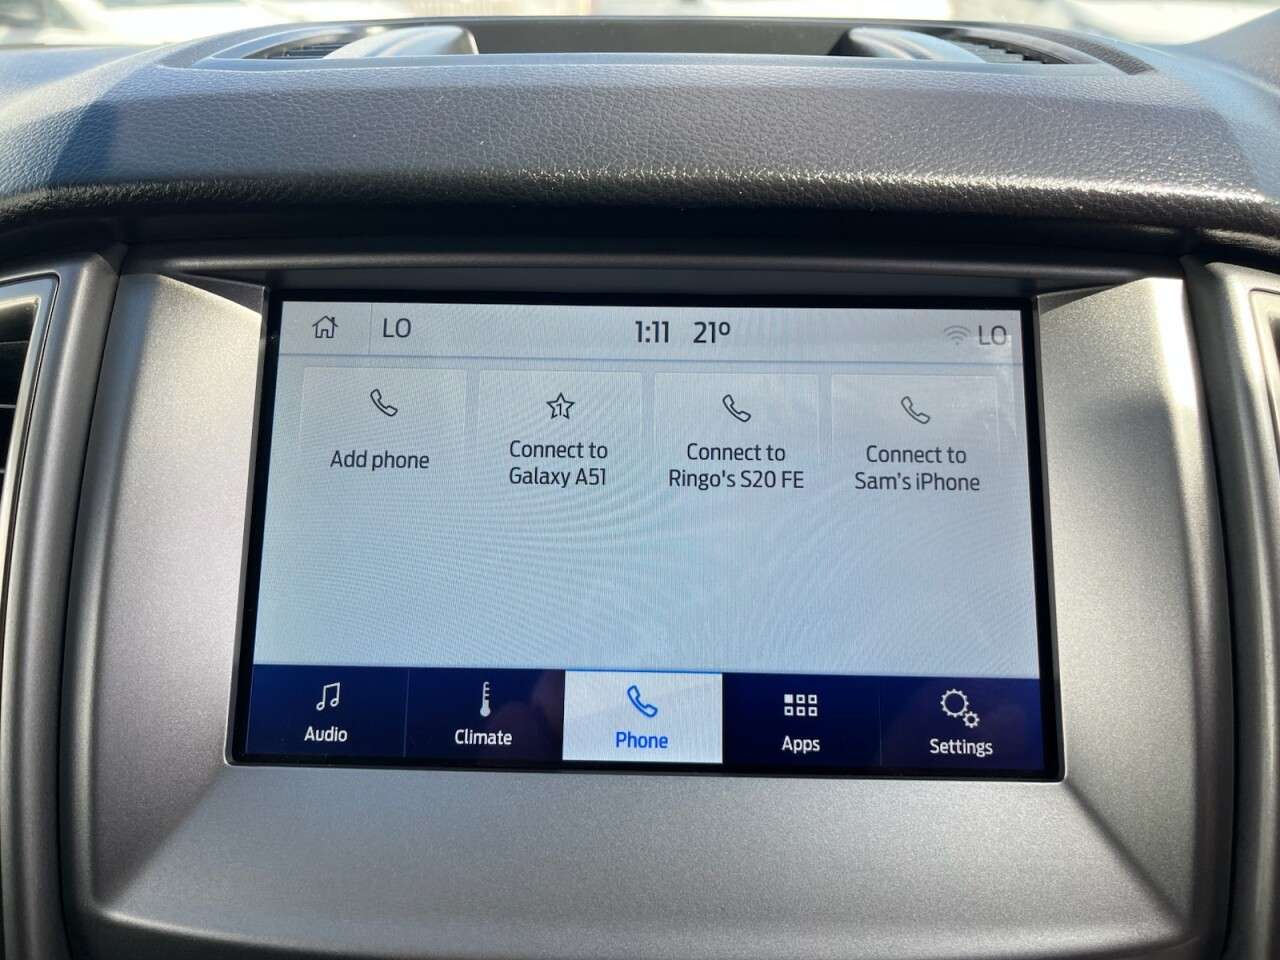 LO
1:11 21°
LO
Add phone
1
Connect to
Galaxy A51
Connect to
Ringo's S20 FE
Connect to
Sam's iPhone
Audio
Climate
Phone
Apps
Settings